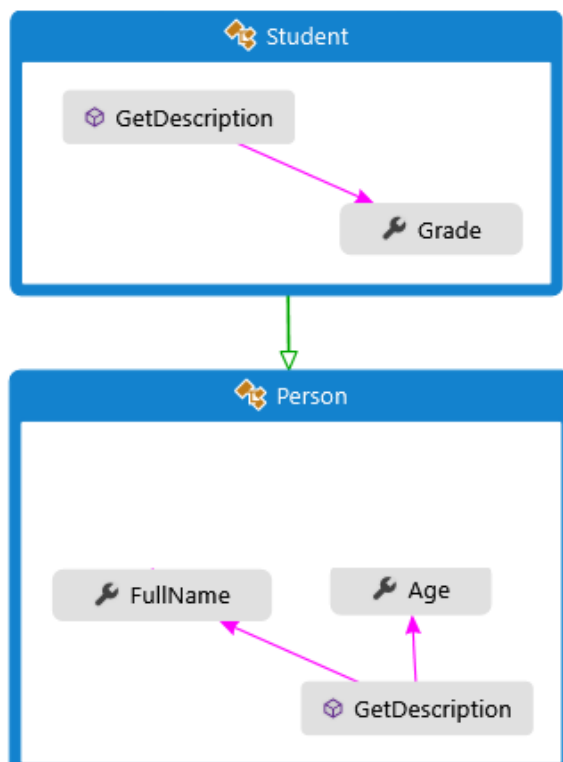 Student
GetDescription
Grade
Person
FullName
Age
GetDescription